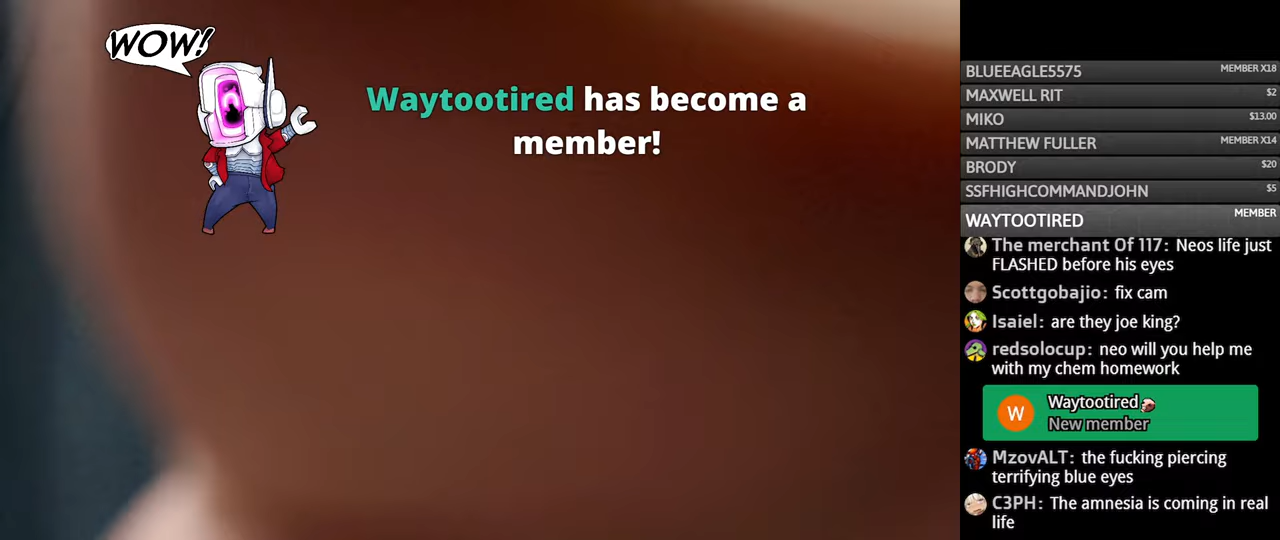 WOW!
Waytootired has become a
member!
BLUEEAGLE5575 MEMBER X18
MAXWELL RIT $2
MIKO $13.00
MATTHEW FULLER MEMBER X14
BRODY $20
SSFHIGHCOMMANDJOHN $5
WAYTOOTIRED MEMBER
The merchant Of 117: Neos life just
FLASHED before his eyes
Scottgobajio: fix cam
Isaiel: are they joe king?
redsolocup: neo will you help me
with my chem homework
W
Waytootired
New member
MzovALT: the fucking piercing
terrifying blue eyes
C3PH: The amnesia is coming in real
life